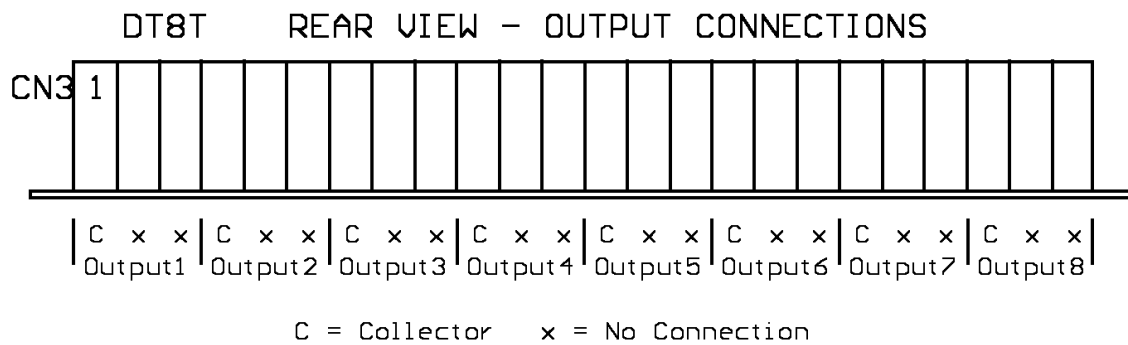 DT8T REAR VIEW - OUTPUT CONNECTIONS
CN3 1
C x x C x x C x x C x x C x x C x x C x x C x x
Output1 Output2 Output3 Output4 Output5 Output6 Output7 Output8
C = Collector x = No Connection